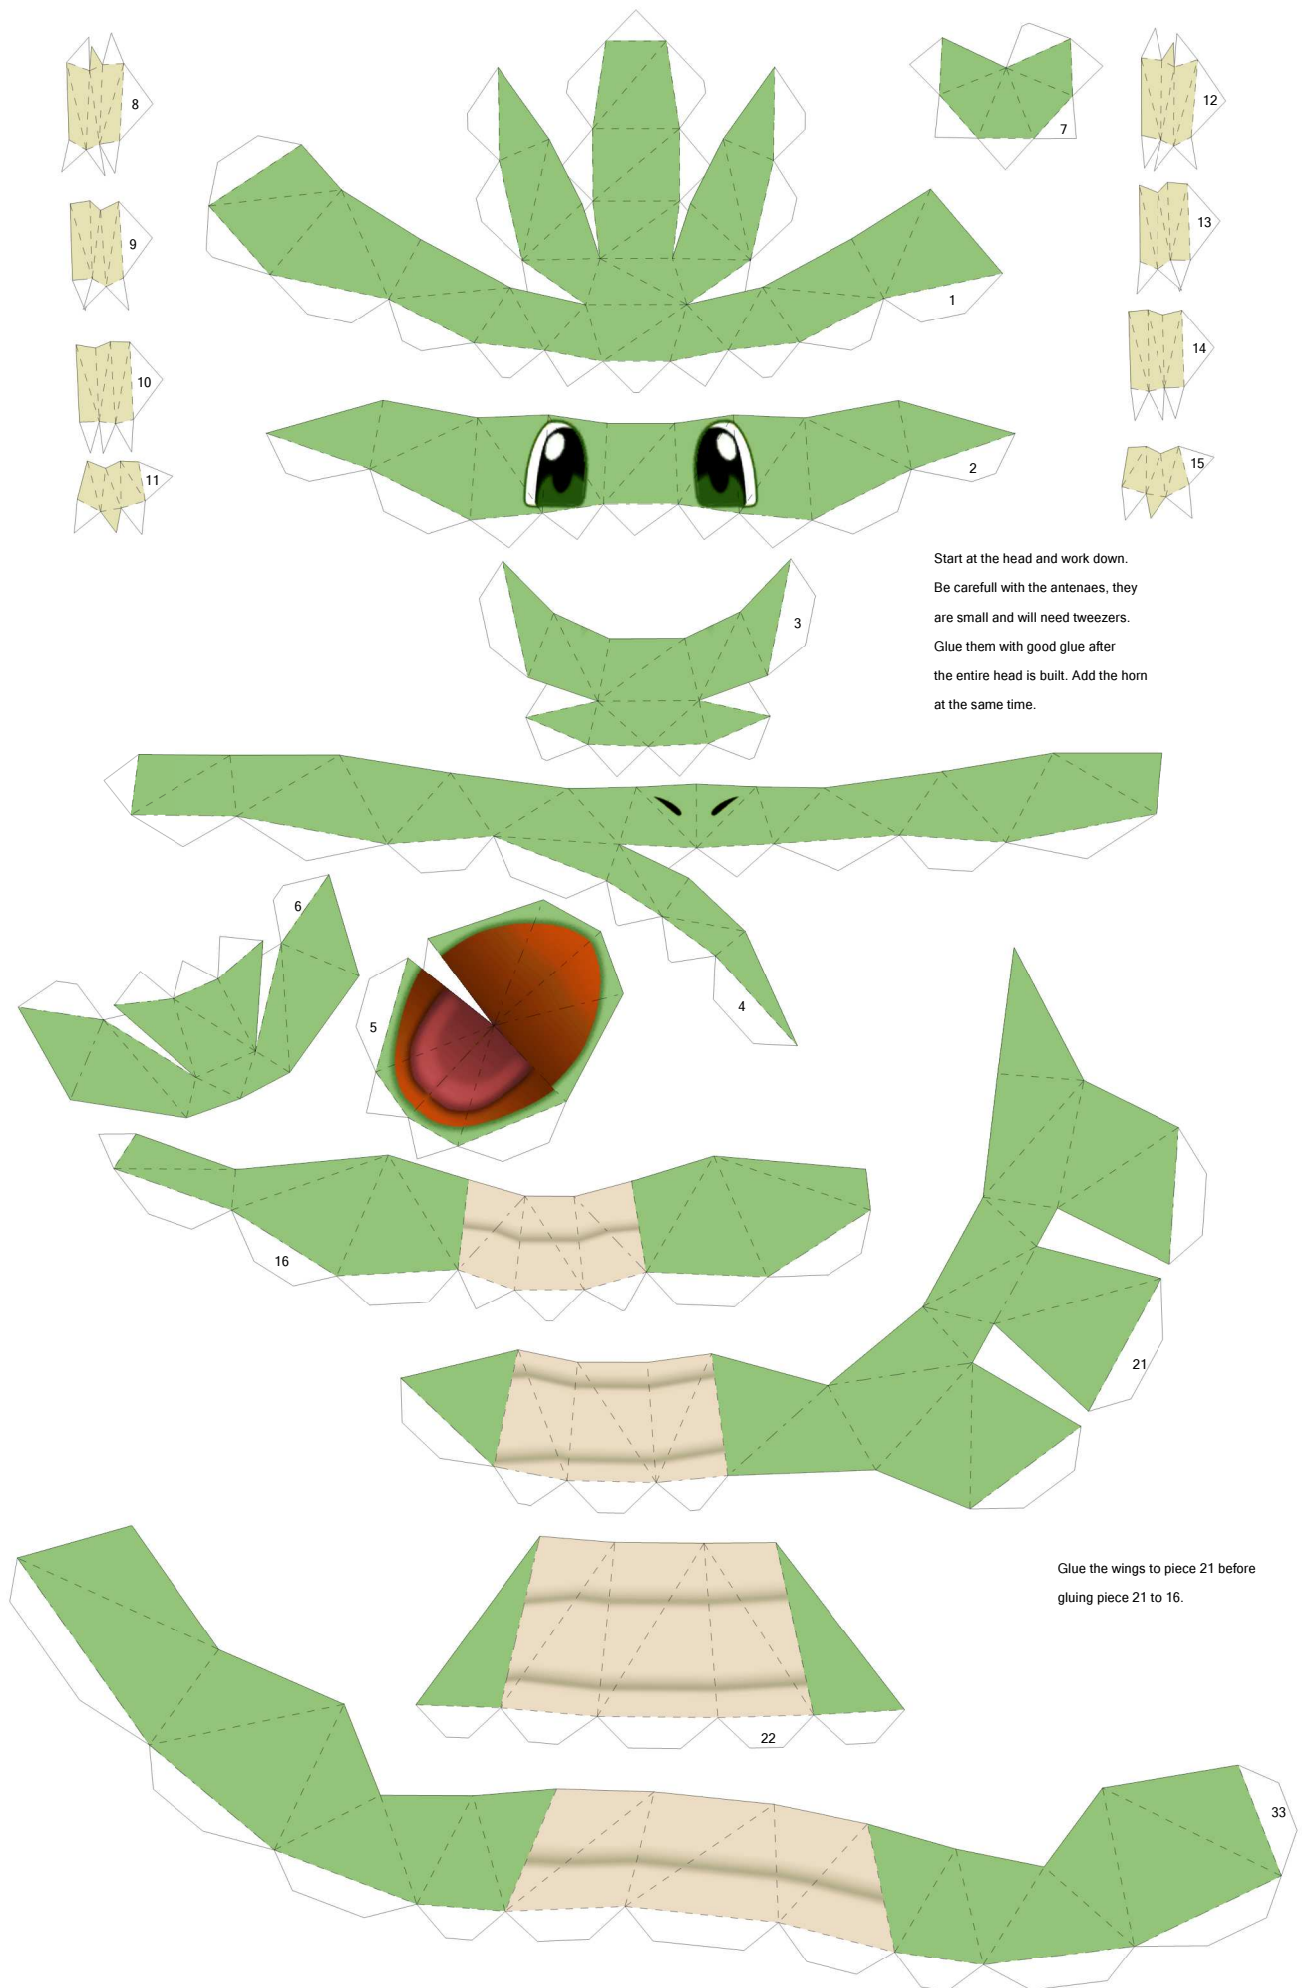 8
12
7
9
13
1
14
10
2
15
11
Start at the head and work down.
Be carefull with the antenaes, they
are small and will need tweezers.
Glue them with good glue after
the entire head is built. Add the horn
at the same time.
3
6
4
5
16
21
Glue the wings to piece 21 before
gluing piece 21 to 16.
22
33